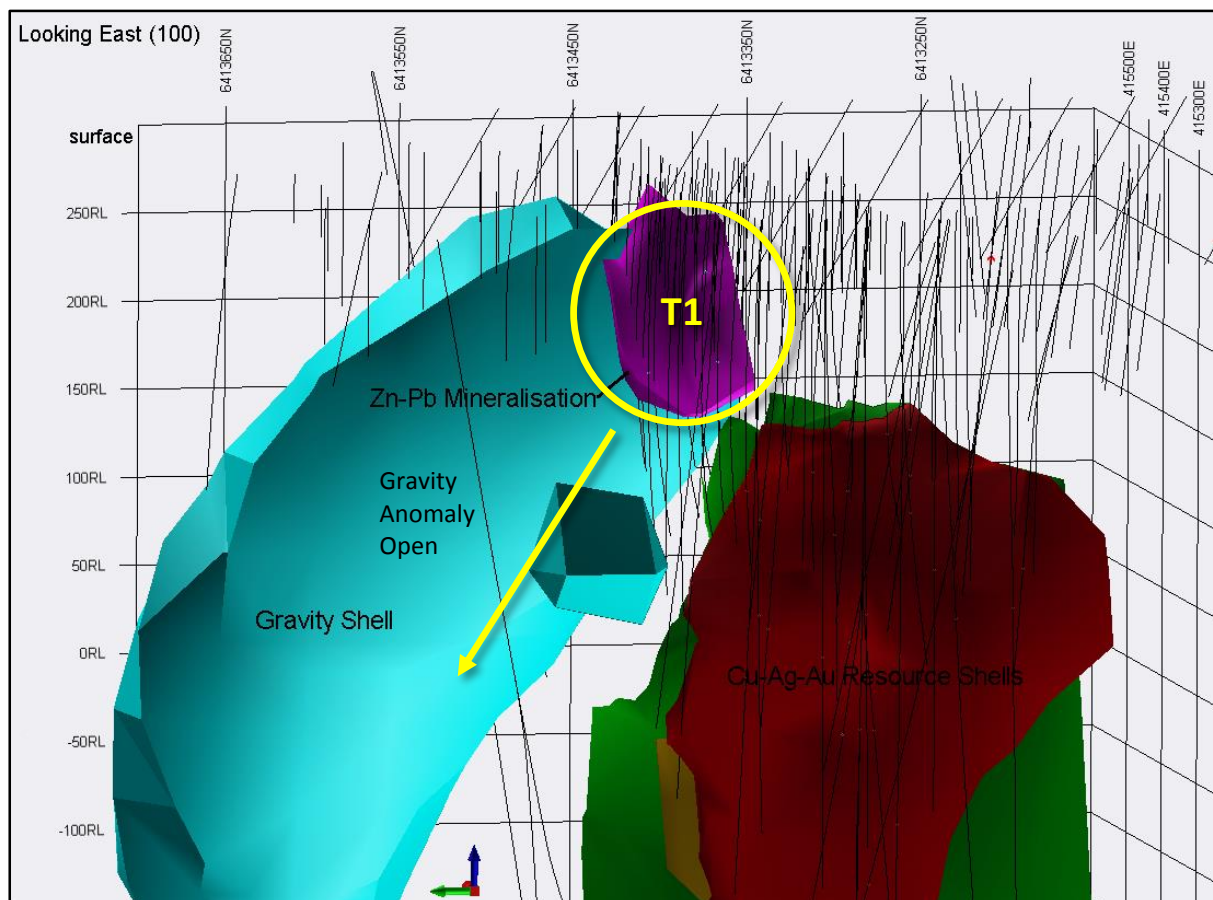 Looking East (100)
6413650N
6413550N
6413450N
6413350N
6413250N
415500E
415400E
415300E
surface
250RL
200RL
150RL
100RL
50RL
0RL
-50RL
-100RL
T1
Zn-Pb Mineralisation
Gravity
Anomaly
Open
Gravity Shell
Cu-Ag-Au Resource Shells